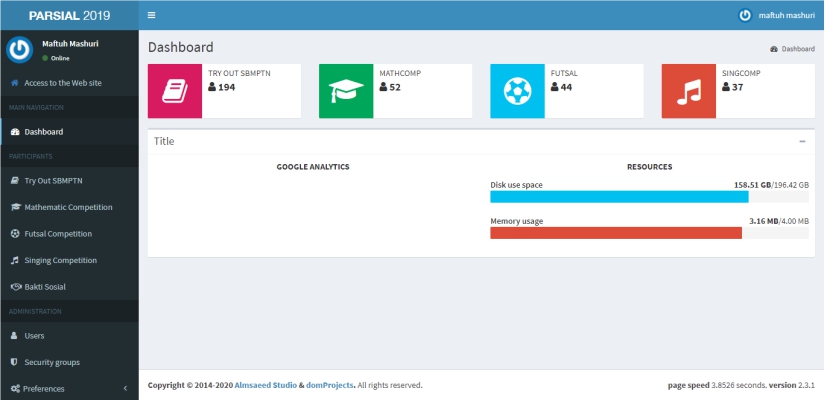 PARSIAL 2019
maftuh mashuri
Maftuh Mashuri
Online
Access to the Web site
MAIN NAVIGATION
Dashboard
PARTICIPANTS
Try Out SBMPTN
Mathematic Competition
Futsal Competition
Singing Competition
Bakti Sosial
ADMINISTRATION
Users
Security groups
Preferences
Dashboard
Dashboard
TRY OUT SBMPTN
194
MATHCOMP
52
FUTSAL
44
SINGCOMP
37
Title
GOOGLE ANALYTICS
RESOURCES
Disk use space 158.51 GB/196.42 GB
Memory usage 3.16 MB/4.00 MB
Copyright © 2014-2020 Almsaeed Studio & domProjects. All rights reserved.
page speed 3.8526 seconds. version 2.3.1